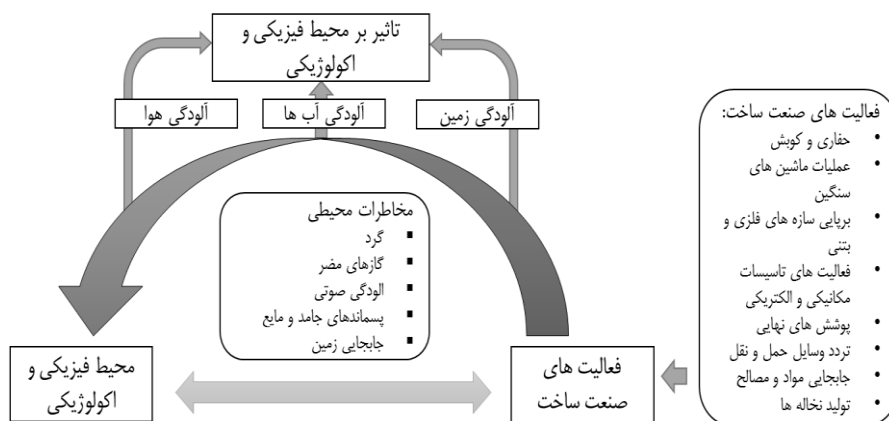 تاثیر بر محیط فیزیکی و
اکولوژیکی
آلودگی زمین
آلودگی آب ها
آلودگی هوا
فعالیت های صنعت ساخت:
• حفاری و کوبش
• عملیات ماشین های
سنگین
• برپایی سازه های فلزی و
بتنی
• فعالیت های تاسیسات
مکانیکی و الکتریکی
• پوشش های نهایی
• تردد وسایل حمل و نقل
• جابجایی مواد و مصالح
• تولید نخاله ها
مخاطرات محیطی
▪ گرد
▪ گازهای مضر
▪ الودگی صوتی
▪ پسماندهای جامد و مایع
▪ جابجایی زمین
فعالیت های
صنعت ساخت
محیط فیزیکی و
اکولوژیکی